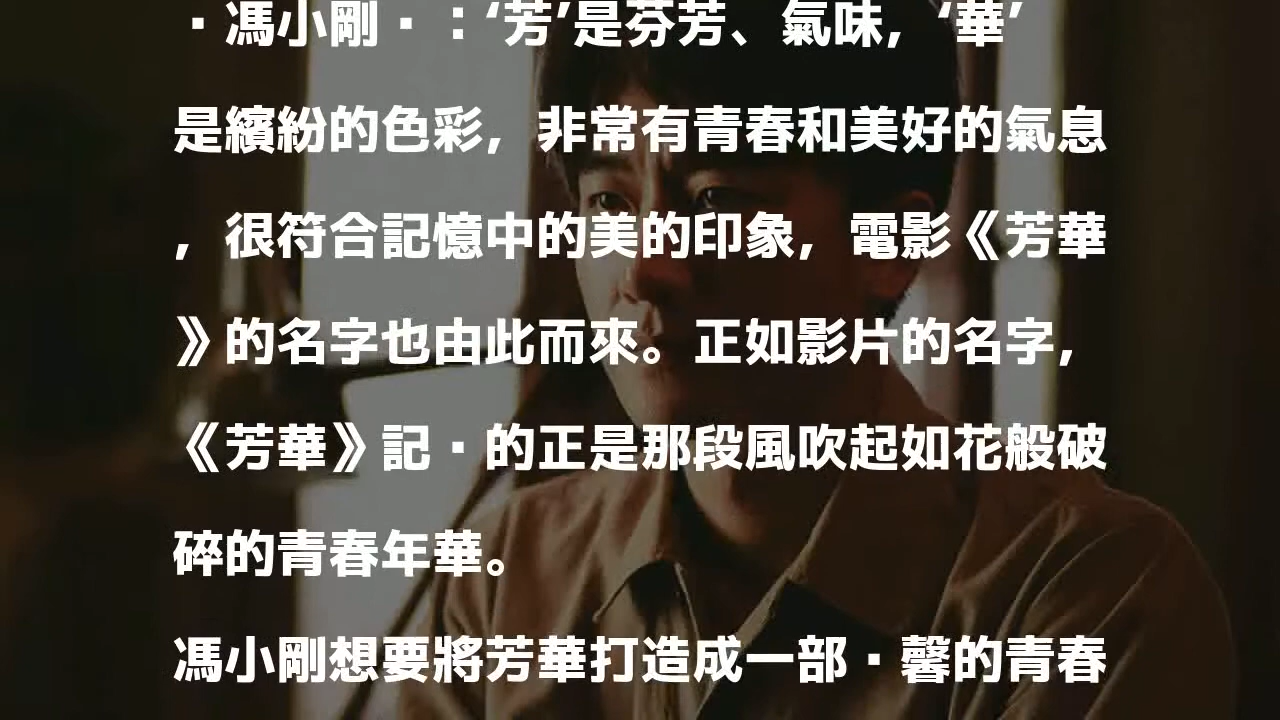 ·馮小剛·：‘芳’是芬芳、氣味，‘華’
是繽紛的色彩，非常有青春和美好的氣息
，很符合記憶中的美的印象，電影《芳華
》的名字也由此而來。正如影片的名字，
《芳華》記·的正是那段風吹起如花般破
碎的青春年華。
馮小剛想要將芳華打造成一部·馨的青春